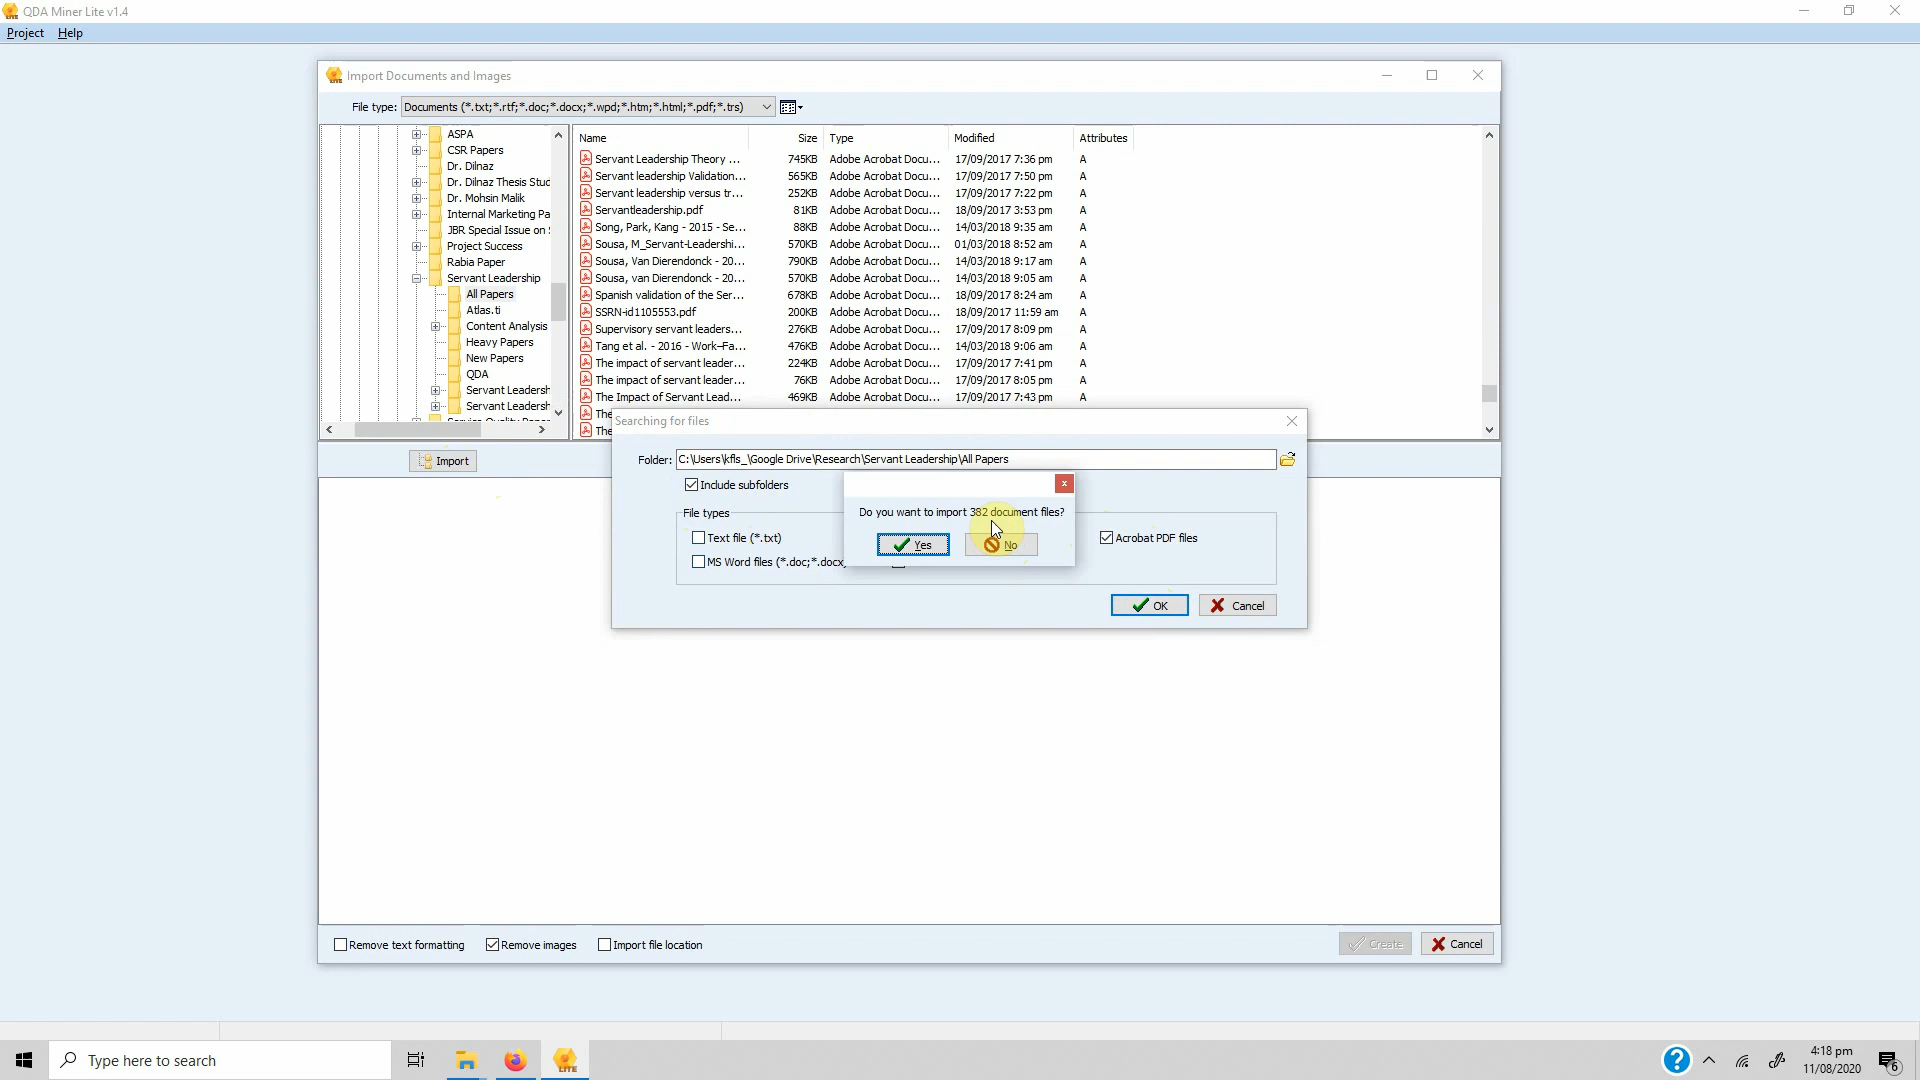 QDA Miner Lite v1.4
Project Help
Import Documents and Images
File type: Documents (*.txt;*.rtf;*.doc;*.docx;*.wpd;*.htm;*.html;*.pdf;*.trs)
ASPA
CSR Papers
Dr. Dilnaz
Dr. Dilnaz Thesis Stud
Dr. Mohsin Malik
Internal Marketing Pa
JBR Special Issue on
Project Success
Rabia Paper
Servant Leadership
All Papers
Atlas.ti
Content Analysis
Heavy Papers
New Papers
QDA
Servant Leadersh
Servant Leadersh
Service Quality Paper
Name Size Type Modified Attributes
Servant Leadership Theory ... 745KB Adobe Acrobat Docu... 17/09/2017 7:36 pm A
Servant leadership Validation... 565KB Adobe Acrobat Docu... 17/09/2017 7:50 pm A
Servant leadership versus tr... 252KB Adobe Acrobat Docu... 17/09/2017 7:22 pm A
Servantleadership.pdf 81KB Adobe Acrobat Docu... 18/09/2017 3:53 pm A
Song, Park, Kang - 2015 - Se... 88KB Adobe Acrobat Docu... 14/03/2018 9:35 am A
Sousa, M_Servant-Leadershi... 570KB Adobe Acrobat Docu... 01/03/2018 8:52 am A
Sousa, Van Dierendonck - 20... 790KB Adobe Acrobat Docu... 14/03/2018 9:17 am A
Sousa, van Dierendonck - 20... 570KB Adobe Acrobat Docu... 14/03/2018 9:05 am A
Spanish validation of the Ser... 678KB Adobe Acrobat Docu... 18/09/2017 8:24 am A
SSRN-id1105553.pdf 200KB Adobe Acrobat Docu... 18/09/2017 11:59 am A
Supervisory servant leaders... 276KB Adobe Acrobat Docu... 17/09/2017 8:09 pm A
Tang et al. - 2016 - Work–Fa... 476KB Adobe Acrobat Docu... 14/03/2018 9:06 am A
The impact of servant leader... 224KB Adobe Acrobat Docu... 17/09/2017 7:41 pm A
The impact of servant leader... 76KB Adobe Acrobat Docu... 17/09/2017 8:05 pm A
The Impact of Servant Lead... 469KB Adobe Acrobat Docu... 17/09/2017 7:43 pm A
The
The
Import
Searching for files
Folder: C:\Users\kfls_\Google Drive\Research\Servant Leadership\All Papers
Include subfolders
File types
Text file (*.txt)
MS Word files (*.doc;*.docx)
Acrobat PDF files
Do you want to import 382 document files?
Yes No
OK Cancel
Remove text formatting Remove images Import file location
Create Cancel
Type here to search
4:18 pm
11/08/2020
6